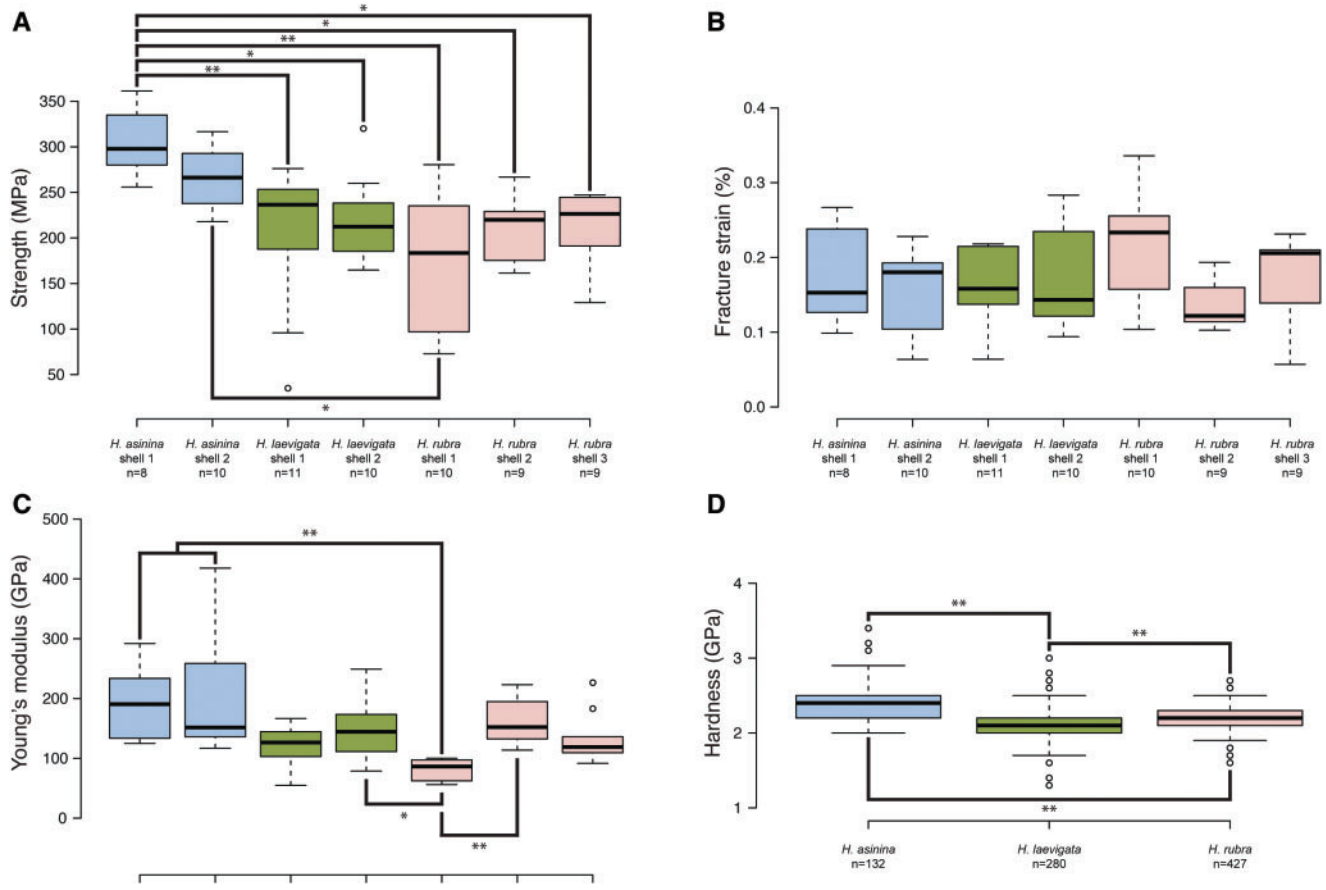 A
*
*
**
*
**
350
300
250
200
150
100
50
Strength (MPa)
*
H. asinina
shell 1
n=8
H. asinina
shell 2
n=10
H. laevigata
shell 1
n=11
H. laevigata
shell 2
n=10
H. rubra
shell 1
n=10
H. rubra
shell 2
n=9
H. rubra
shell 3
n=9
B
0.4
0.3
0.2
0.1
0.0
Fracture strain (%)
H. asinina
shell 1
n=8
H. asinina
shell 2
n=10
H. laevigata
shell 1
n=11
H. laevigata
shell 2
n=10
H. rubra
shell 1
n=10
H. rubra
shell 2
n=9
H. rubra
shell 3
n=9
C
500
400
300
200
100
0
Young's modulus (GPa)
**
*
**
D
4
3
2
1
Hardness (GPa)
**
**
**
H. asinina
n=132
H. laevigata
n=280
H. rubra
n=427